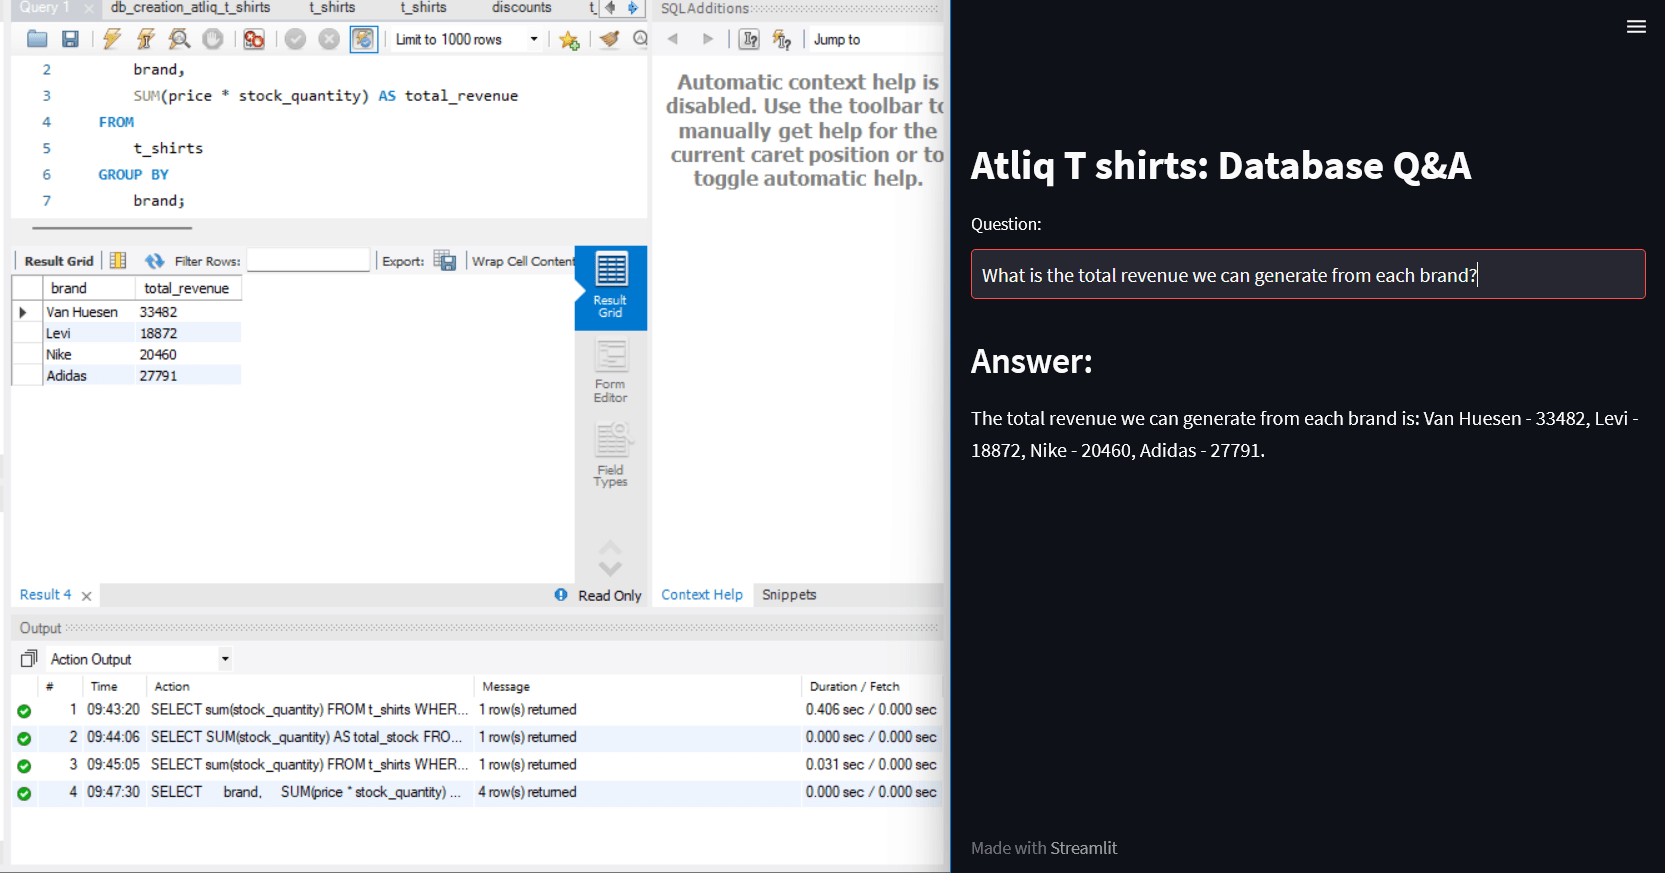 Query 1
db_creation_atliq_t_shirts
t_shirts
t_shirts
discounts
t_
Limit to 1000 rows
2 brand,
3 SUM(price * stock_quantity) AS total_revenue
4 FROM
5 t_shirts
6 GROUP BY
7 brand;
Result Grid
Filter Rows:
Export:
Wrap Cell Content
brand total_revenue
Van Huesen 33482
Levi 18872
Nike 20460
Adidas 27791
Result
Grid
Form
Editor
Field
Types
Result 4
Read Only
SQLAdditions
Jump to
Automatic context help is
disabled. Use the toolbar to
manually get help for the
current caret position or to
toggle automatic help.
Context Help Snippets
Output
Action Output
# Time Action Message Duration / Fetch
1 09:43:20 SELECT sum(stock_quantity) FROM t_shirts WHER... 1 row(s) returned 0.406 sec / 0.000 sec
2 09:44:06 SELECT SUM(stock_quantity) AS total_stock FRO... 1 row(s) returned 0.000 sec / 0.000 sec
3 09:45:05 SELECT sum(stock_quantity) FROM t_shirts WHER... 1 row(s) returned 0.031 sec / 0.000 sec
4 09:47:30 SELECT brand, SUM(price * stock_quantity) ... 4 row(s) returned 0.000 sec / 0.000 sec
Atliq T shirts: Database Q&A
Question:
What is the total revenue we can generate from each brand?
Answer:
The total revenue we can generate from each brand is: Van Huesen - 33482, Levi -
18872, Nike - 20460, Adidas - 27791.
Made with Streamlit